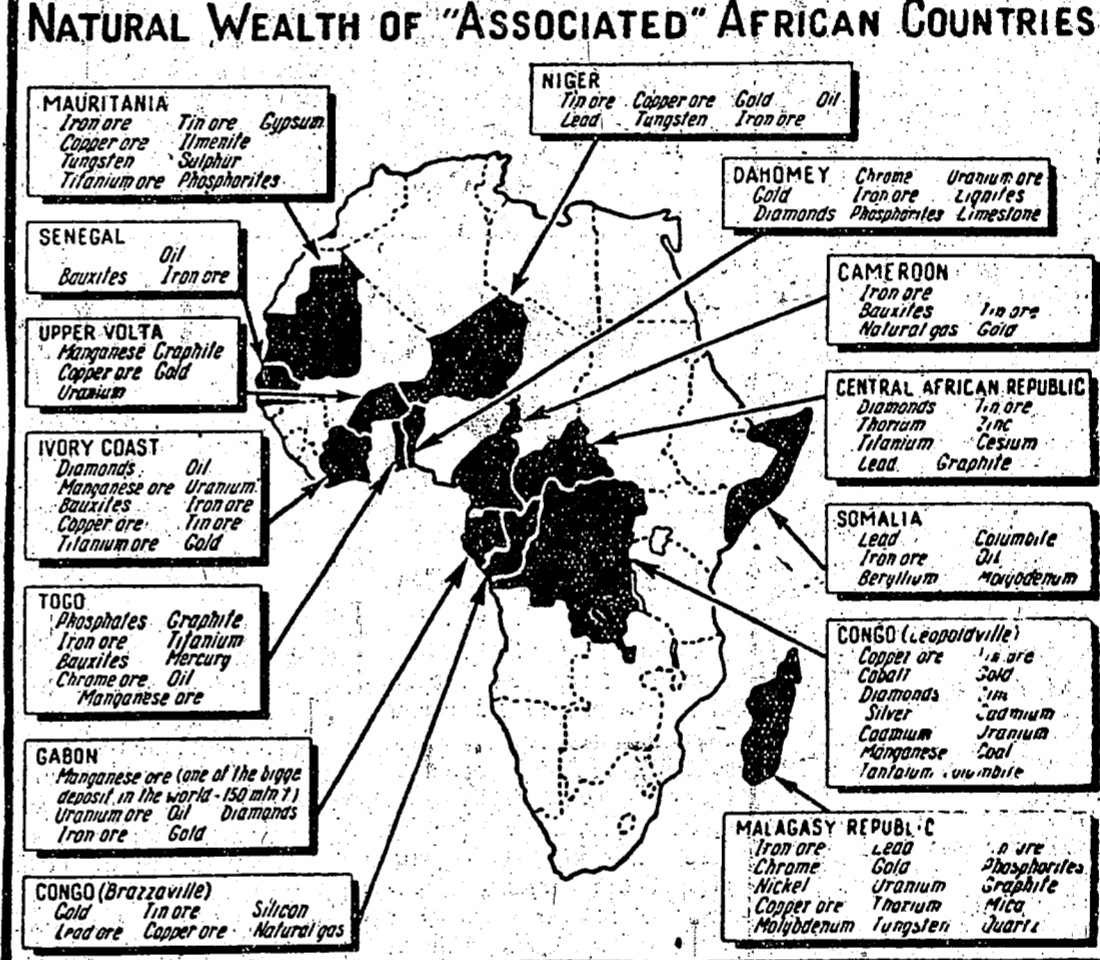 NATURAL WEALTH OF "ASSOCIATED" AFRICAN COUNTRIES
MAURITANIA
Iron ore Tin ore Gypsum
Copper ore Ilmenite
Tungsten Sulphur
Titanium ore Phosphorites
NIGER
Tin ore Copper ore Gold Oil
Lead Tungsten Iron ore
DAHOMEY Chrome Uranium ore
Gold Iron ore Lignites
Diamonds Phosphorites Limestone
SENEGAL
Oil
Bauxites Iron ore
CAMEROON
Iron ore
Bauxites Tin ore
Natural gas Gold
UPPER VOLTA
Manganese Graphite
Copper ore Gold
Uranium
CENTRAL AFRICAN REPUBLIC
Diamonds Tin ore
Thorium Zinc
Titanium Cesium
Lead Graphite
IVORY COAST
Diamonds Oil
Manganese ore Uranium
Bauxites Iron ore
Copper ore Tin ore
Titanium ore Gold
SOMALIA
Lead Columbite
Iron ore Oil
Beryllium Molybdenum
TOGO
Phosphates Graphite
Iron ore Titanium
Bauxites Mercury
Chrome ore Oil
Manganese ore
CONGO (Leopoldville)
Copper ore Tin ore
Cobalt Gold
Diamonds
Silver Cadmium
Cadmium Uranium
Manganese Coal
Tantalum columbite
GABON
Manganese ore (one of the bigge
deposit in the world - 150 mln T)
Uranium ore Oil Diamonds
Iron ore Gold
MALAGASY REPUBLIC
Iron ore Lead ore
Chrome Gold Phosphorites
Nickel Uranium Graphite
Copper ore Thorium Mica
Molybdenum Tungsten Quartz
CONGO (Brazzaville)
Gold Tin ore Silicon
Lead ore Copper ore Natural gas